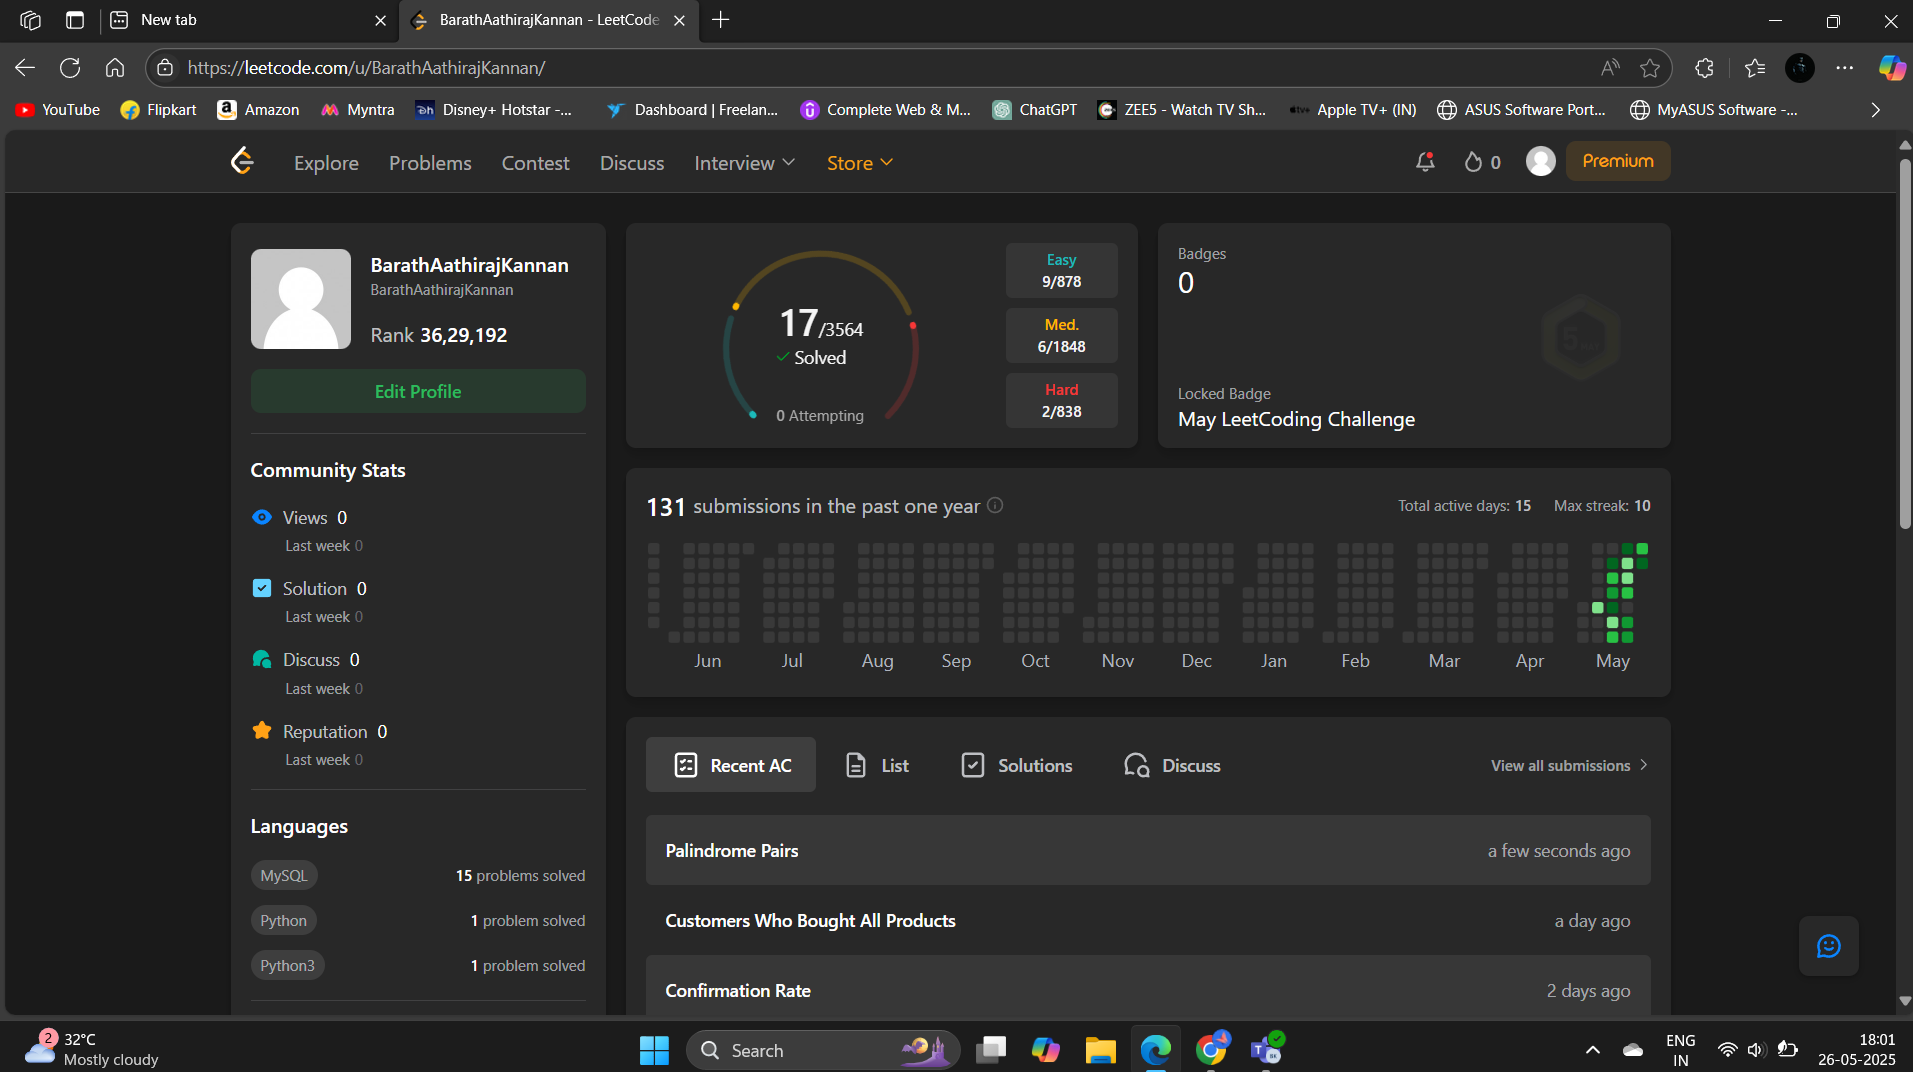 New tab
BarathAathirajKannan - LeetCode
https://leetcode.com/u/BarathAathirajKannan/
YouTube
Flipkart
Amazon
Myntra
Disney+ Hotstar -...
Dashboard | Freelan...
Complete Web & M...
ChatGPT
ZEE5 - Watch TV Sh...
Apple TV+ (IN)
ASUS Software Port...
MyASUS Software -...
Explore
Problems
Contest
Discuss
Interview
Store
0
Premium
BarathAathirajKannan
BarathAathirajKannan
Rank 36,29,192
Edit Profile
Community Stats
Views 0
Last week 0
Solution 0
Last week 0
Discuss 0
Last week 0
Reputation 0
Last week 0
Languages
MySQL 15 problems solved
Python 1 problem solved
Python3 1 problem solved
17/3564
Solved
0 Attempting
Easy
9/878
Med.
6/1848
Hard
2/838
Badges
0
Locked Badge
May LeetCoding Challenge
131 submissions in the past one year
Total active days: 15 Max streak: 10
Jun Jul Aug Sep Oct Nov Dec Jan Feb Mar Apr May
Recent AC
List
Solutions
Discuss
View all submissions
Palindrome Pairs a few seconds ago
Customers Who Bought All Products a day ago
Confirmation Rate 2 days ago
2
32°C
Mostly cloudy
Search
ENG
IN
18:01
26-05-2025